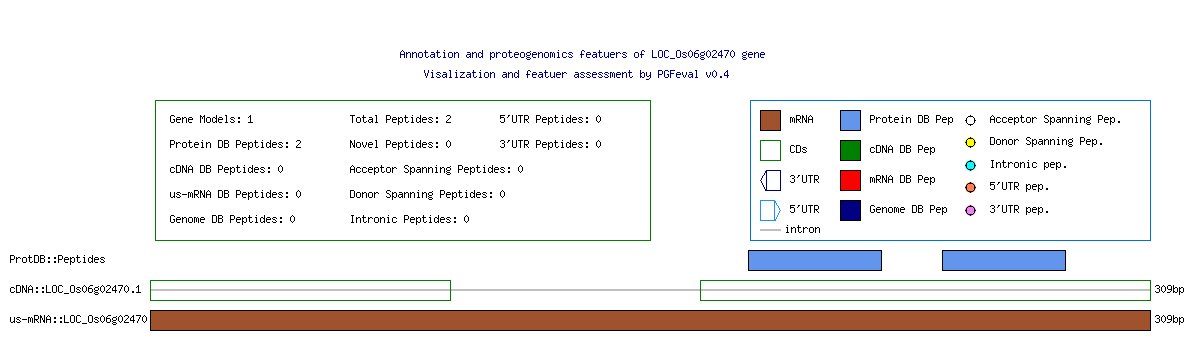 Annotation and proteogenomics featuers of LOC_Os06g02470 gene
Visalization and featuer assessment by PGFeval v0.4
Gene Models: 1
Total Peptides: 2
5'UTR Peptides: 0
Protein DB Peptides: 2
Novel Peptides: 0
3'UTR Peptides: 0
cDNA DB Peptides: 0
Acceptor Spanning Peptides: 0
us-mRNA DB Peptides: 0
Donor Spanning Peptides: 0
Genome DB Peptides: 0
Intronic Peptides: 0
mRNA
Protein DB Pep
Acceptor Spanning Pep.
CDs
cDNA DB Pep
Donor Spanning Pep.
3'UTR
mRNA DB Pep
Intronic pep.
5'UTR
Genome DB Pep
5'UTR pep.
3'UTR pep.
intron
ProtDB::Peptides
cDNA::LOC_Os06g02470.1
309bp
us-mRNA::LOC_Os06g02470
309bp